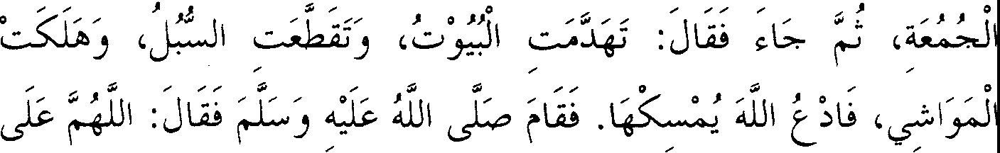 الْجُمُعَةِ، ثُمَّ جَاءَ فَقَالَ: تَهَدَّمَتِ الْبُيُوْتُ، وَتَقَطَّعَتِ السُّبُلُ، وَهَلَكَتْ
الْمَوَاشِي، فَادْعُ اللَّهَ يُمْسِكْهَا. فَقَامَ صَلَّى اللَّهُ عَلَيْهِ وَسَلَّمَ فَقَالَ: اللَّهُمَّ عَلَى